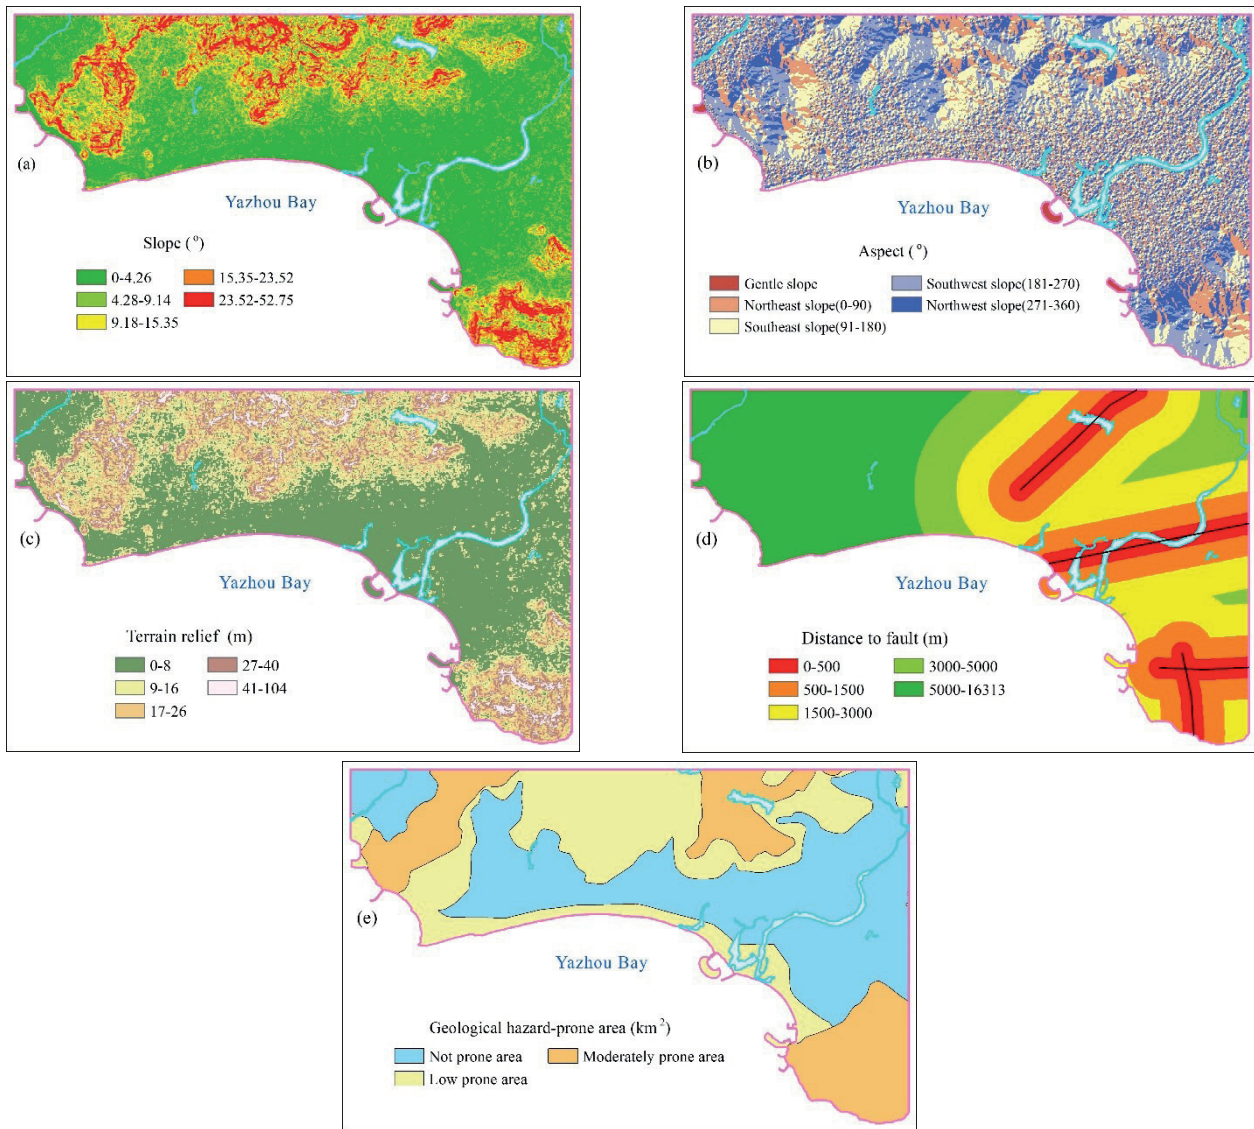 (a)
Yazhou Bay
Slope (°)
0-4.26
4.28-9.14
9.18-15.35
15.35-23.52
23.52-52.75
(b)
Yazhou Bay
Aspect (°)
Gentle slope
Northeast slope(0-90)
Southeast slope(91-180)
Southwest slope(181-270)
Northwest slope(271-360)
(c)
Yazhou Bay
Terrain relief (m)
0-8
9-16
17-26
27-40
41-104
(d)
Yazhou Bay
Distance to fault (m)
0-500
500-1500
1500-3000
3000-5000
5000-16313
(e)
Yazhou Bay
Geological hazard-prone area (km²)
Not prone area
Low prone area
Moderately prone area